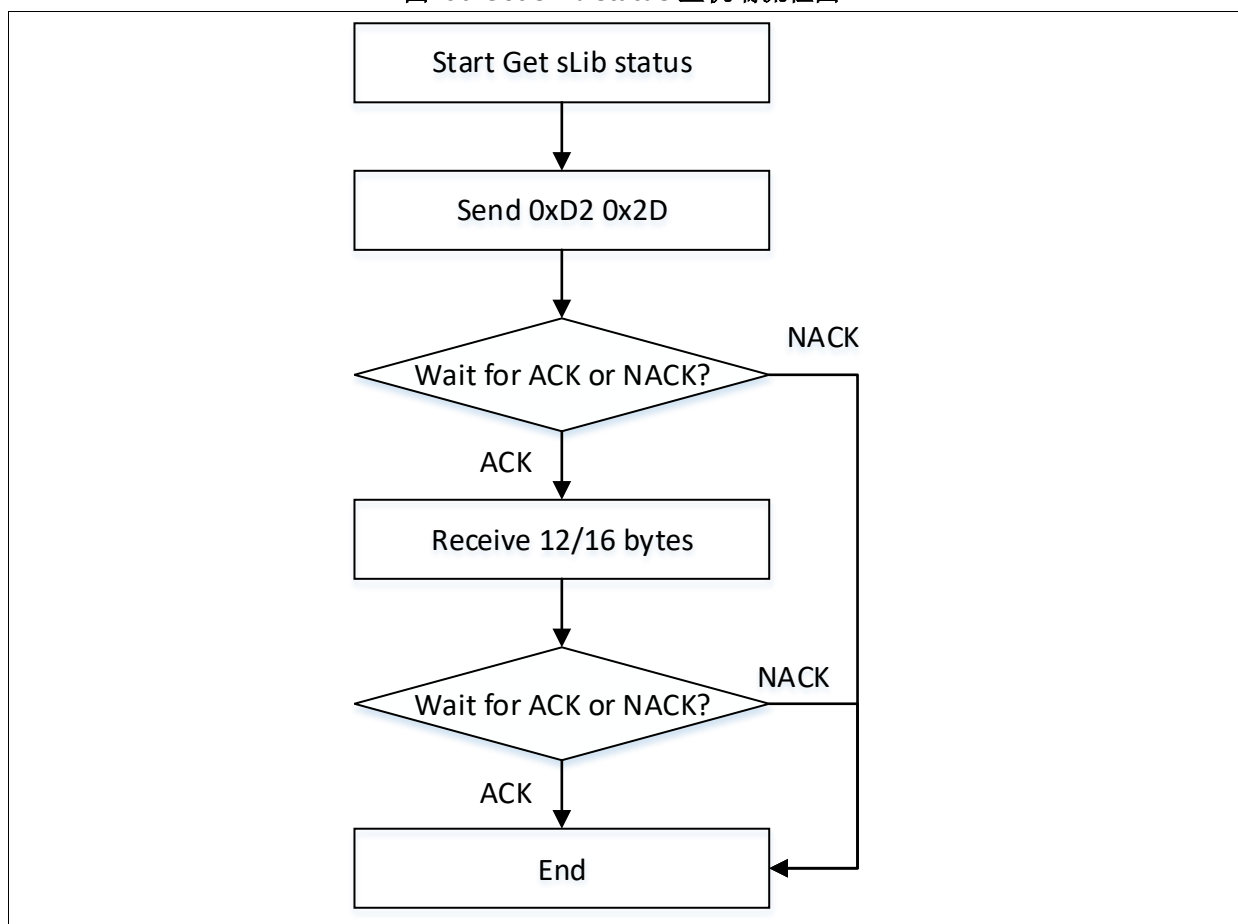 Start Get sLib status
Send 0xD2 0x2D
Wait for ACK or NACK?
NACK
ACK
Receive 12/16 bytes
Wait for ACK or NACK?
NACK
ACK
End